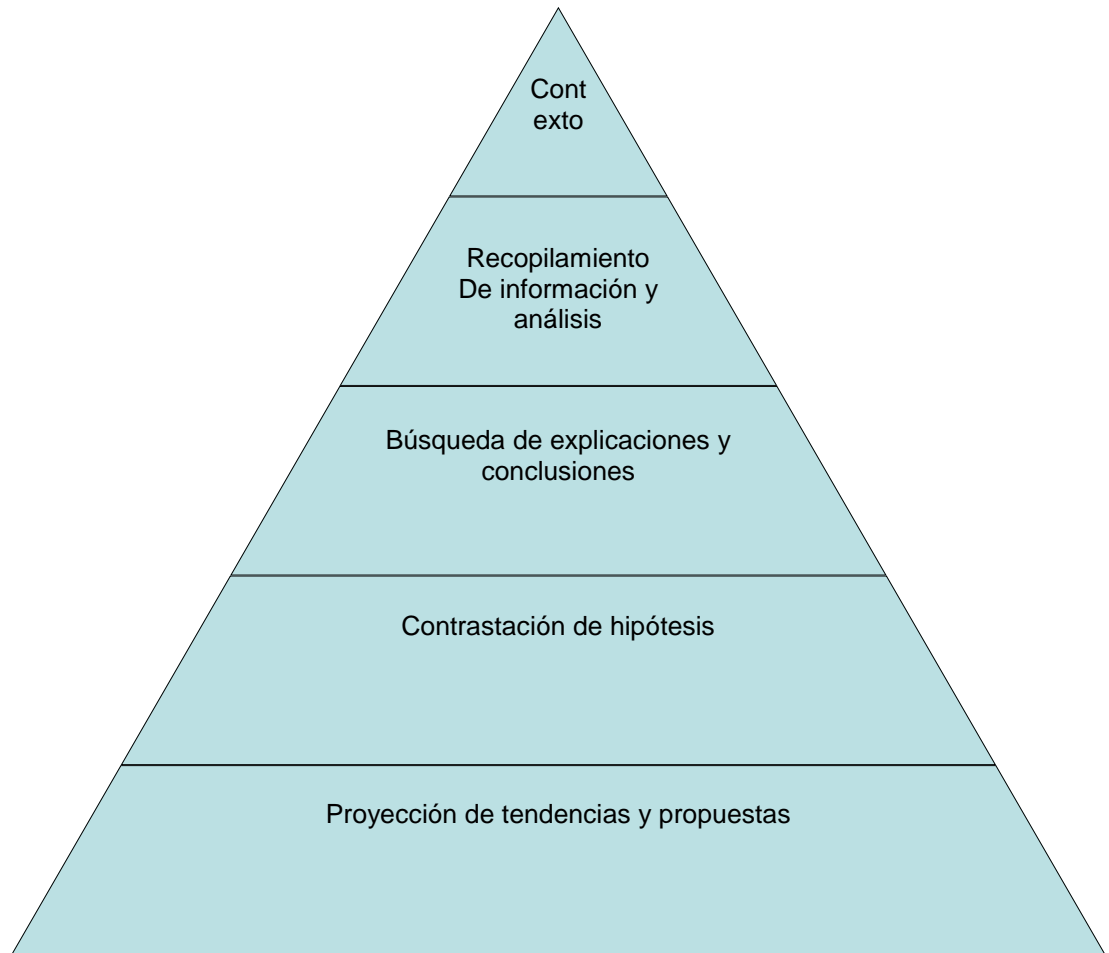 Cont
exto
Recopilamiento
De información y
análisis
Búsqueda de explicaciones y
conclusiones
Contrastación de hipótesis
Proyección de tendencias y propuestas